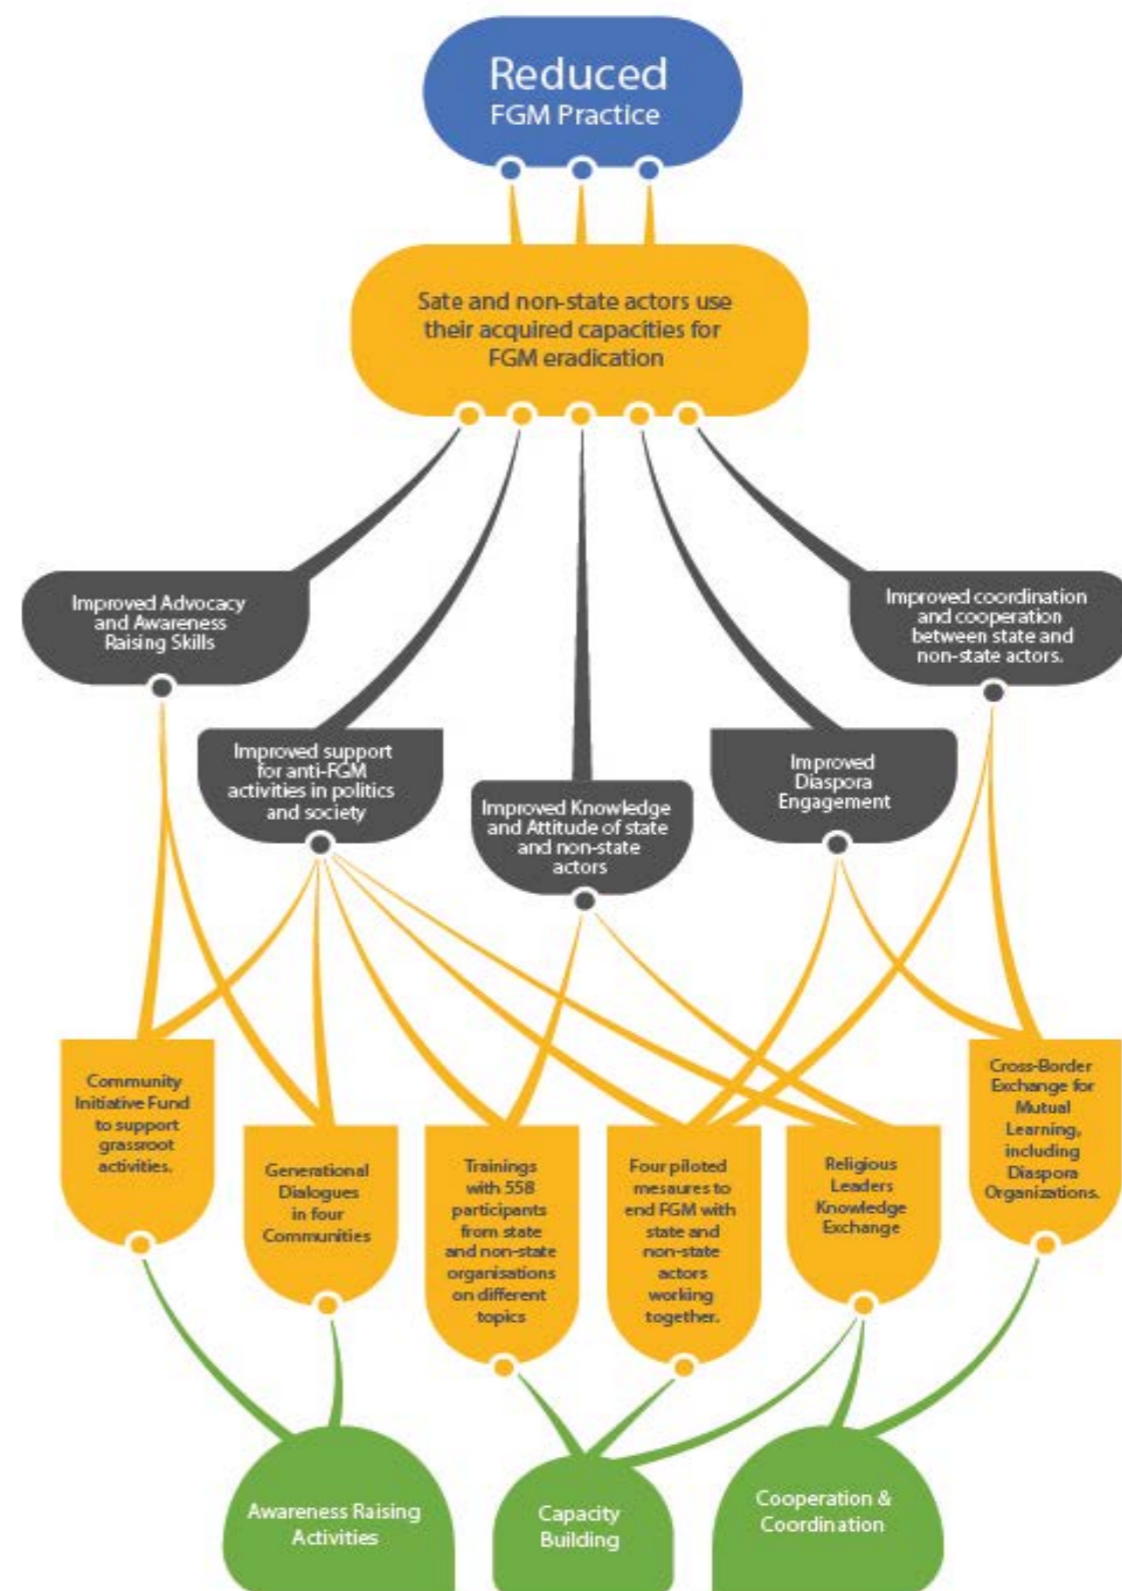 Reduced
FGM Practice
Sate and non-state actors use
their acquired capacities for
FGM eradication
Improved Advocacy
and Awareness
Raising Skills
Improved coordination
and cooperation
between state and
non-state actors.
Improved support
for anti-FGM
activities in politics
and society
Improved Knowledge
and Attitude of state
and non-state
actors
Improved
Diaspora
Engagement
Community
Initiative Fund
to support
grassroot
activities.
Generational
Dialogues
in four
Communities
Trainings
with 558
participants
from state
and non-state
organisations
on different
topics
Four piloted
mesaures to
end FGM with
state and
non-state
actors
working
together.
Religious
Leaders
Knowledge
Exchange
Cross-Border
Exchange for
Mutual
Learning,
including
Diaspora
Organizations.
Awareness Raising
Activities
Capacity
Building
Cooperation &
Coordination